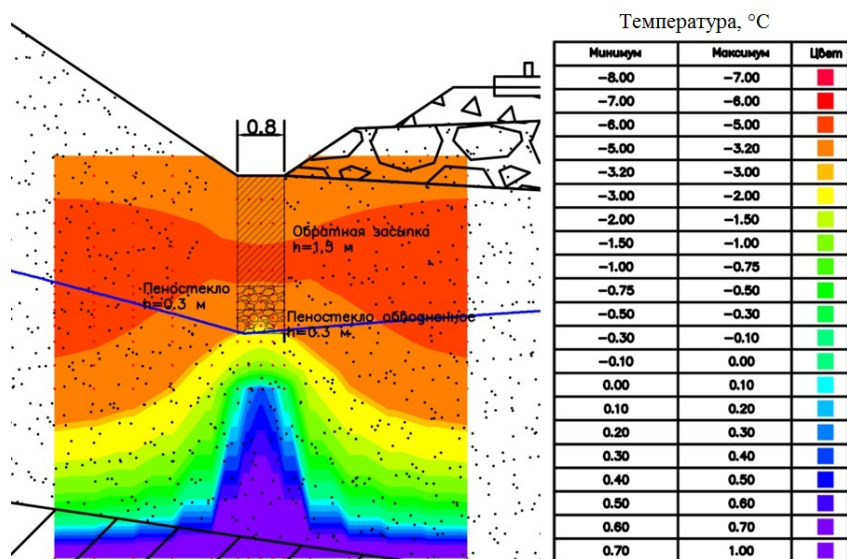 Температура, °C
Минимум Максимум Цвет
-8.00 -7.00
-7.00 -6.00
-6.00 -5.00
-5.00 -3.20
-3.20 -3.00
-3.00 -2.00
-2.00 -1.50
-1.50 -1.00
-1.00 -0.75
-0.75 -0.50
-0.50 -0.30
-0.30 -0.10
-0.10 0.00
0.00 0.10
0.10 0.20
0.20 0.30
0.30 0.40
0.40 0.50
0.50 0.60
0.60 0.70
0.70 1.00
0.8
Обратная засыпка
h=1,5 м
Пеностекло
h=0.3 м
Пеностекло обводненное
h=0.3 м